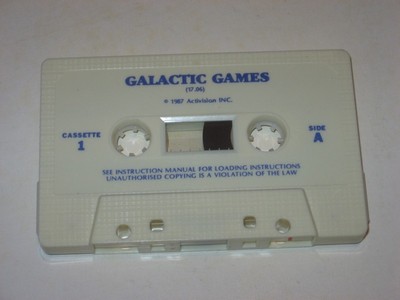 GALACTIC GAMES
(17.06)
© 1987 Activision INC.
CASSETTE
1
SIDE
A
SEE INSTRUCTION MANUAL FOR LOADING INSTRUCTIONS
UNAUTHORISED COPYING IS A VIOLATION OF THE LAW